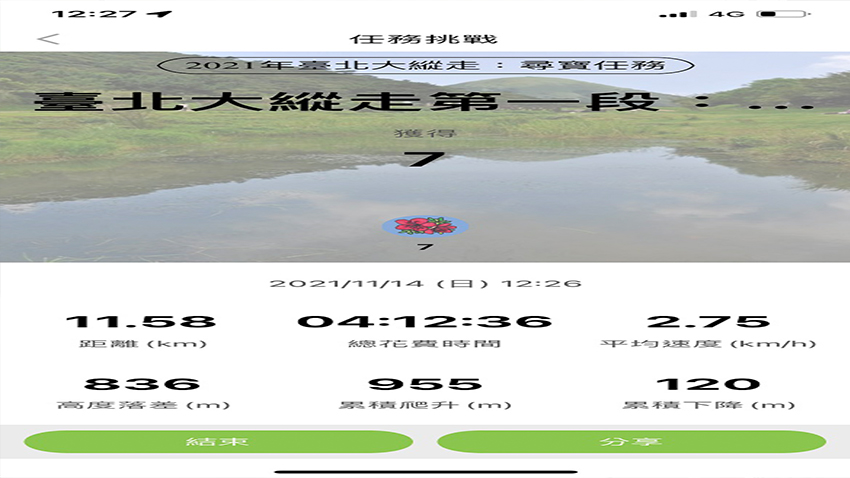 12:27 4G
任務挑戰
2021年臺北大縱走：尋寶任務
臺北大縱走第一段：...
獲得
7
7
2021/11/14 (日) 12:26
11.58 04:12:36 2.75
距離 (km) 總花費時間 平均速度 (km/h)
836 955 120
高度落差 (m) 累積爬升 (m) 累積下降 (m)
結束 分享